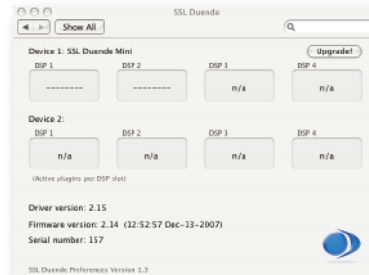 SSL Duende
Show All
Device 1: SSL Duende Mini
Upgrade!
DSP 1 DSP 2 DSP 3 DSP 4
-------- -------- n/a n/a
Device 2:
DSP 1 DSP 2 DSP 3 DSP 4
n/a n/a n/a n/a
(Active plugins per DSP slot)
Driver version: 2.15
Firmware version: 2.14 (12:52:57 Dec-13-2007)
Serial number: 157
SSL Duende Preferences Version 1.3